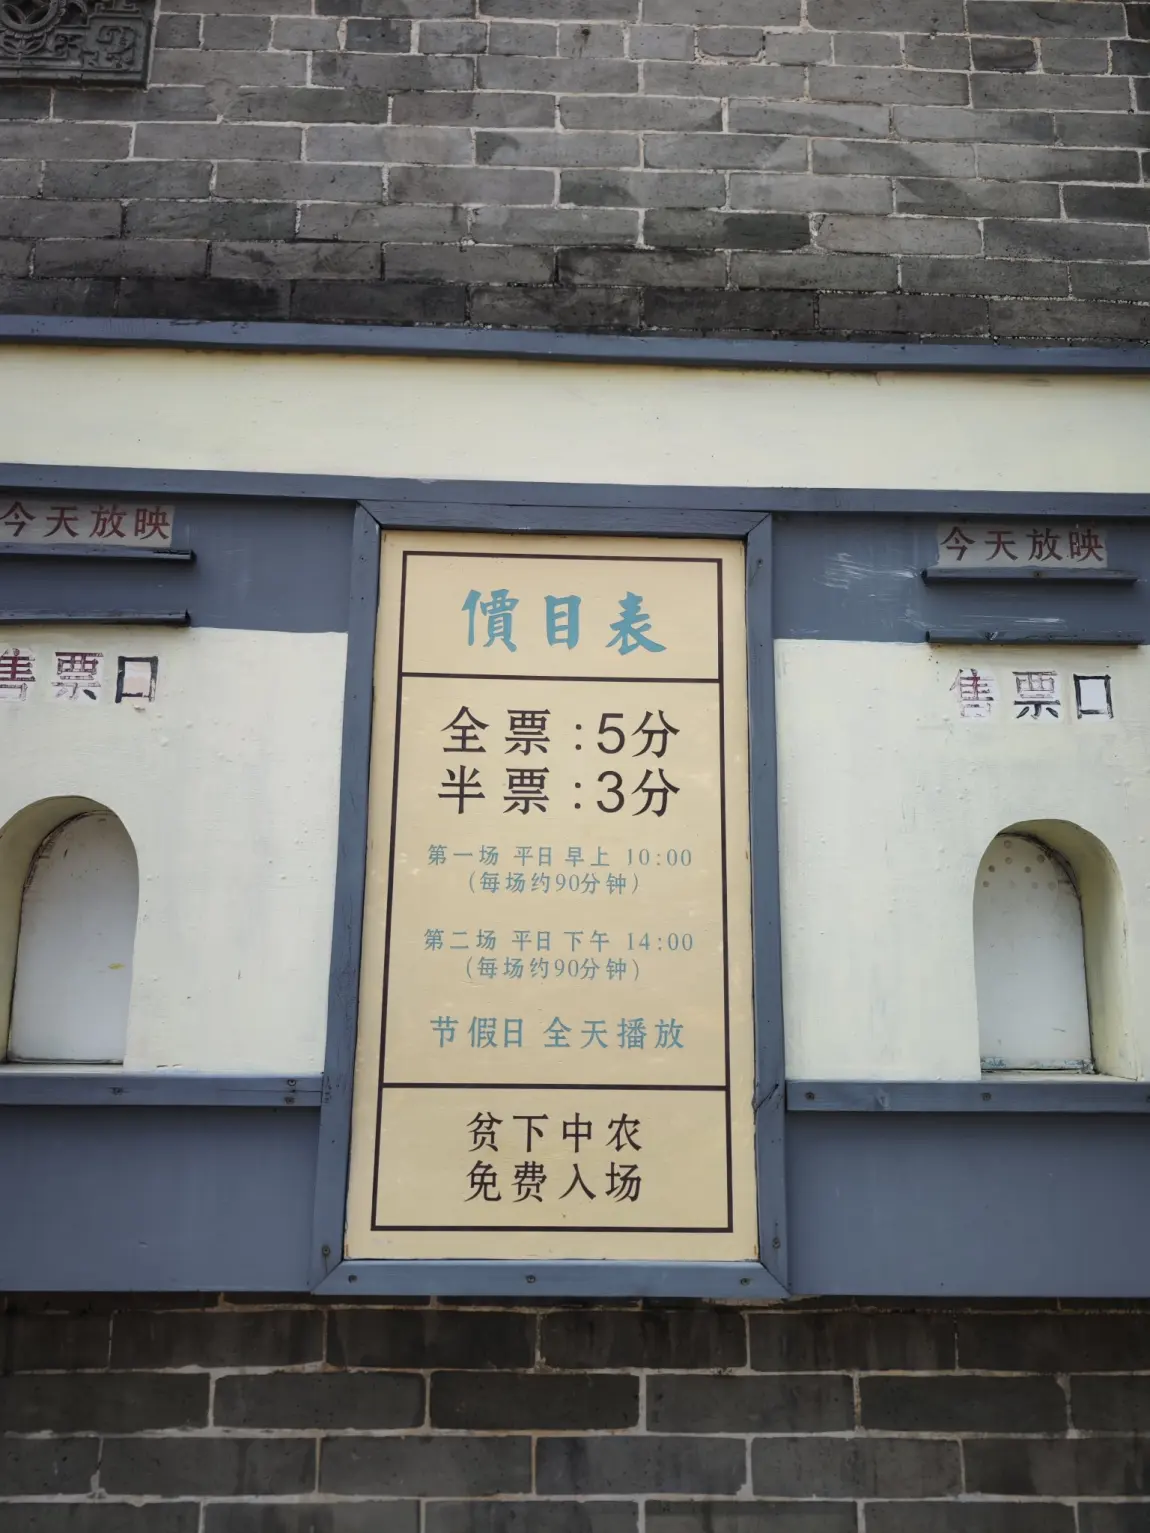 今天放映
今天放映
售票口
售票口
價目表
全票:5分
半票:3分
第一场 平日早上 10:00
(每场约90分钟)
第二场 平日下午 14:00
(每场约90分钟)
节假日 全天播放
贫下中农
免费入场